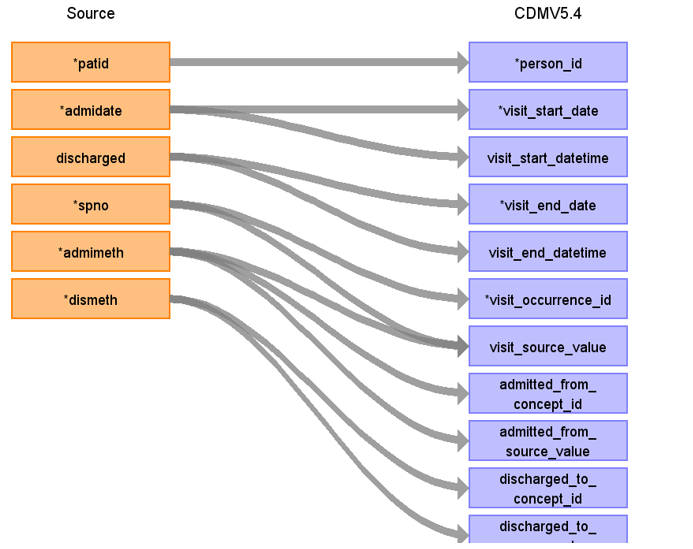 Source
CDMV5.4
*patid
*person_id
*admidate
*visit_start_date
visit_start_datetime
discharged
*visit_end_date
*spno
visit_end_datetime
*admimeth
*visit_occurrence_id
*dismeth
visit_source_value
admitted_from_
concept_id
admitted_from_
source_value
discharged_to_
concept_id
discharged_to_